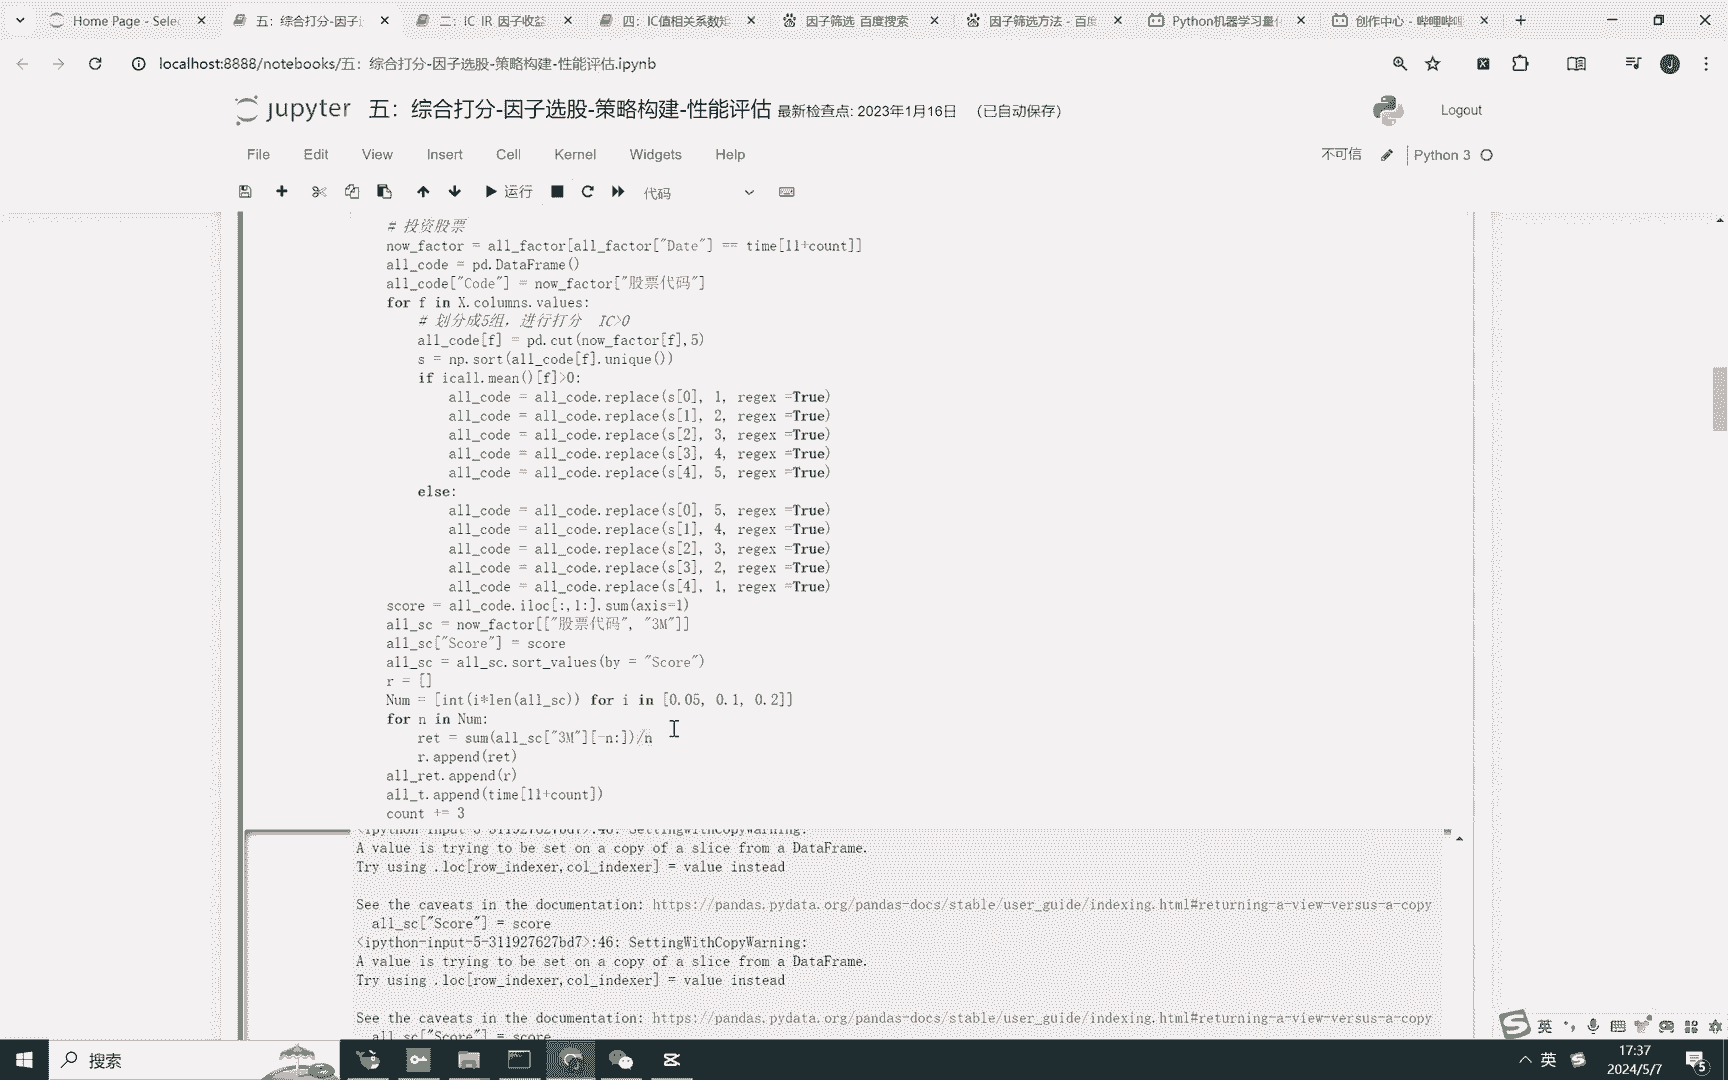 Home Page - Selec
五：综合打分-因子
二：IC IR 因子收益
四：IC值相关系数矩
因子筛选_百度搜索
因子筛选方法 - 百度
Python机器学习量化
创作中心 - 哔哩哔哩
localhost:8888/notebooks/五：综合打分-因子选股-策略构建-性能评估.ipynb
jupyter 五：综合打分-因子选股-策略构建-性能评估 最新检查点: 2023年1月16日 （已自动保存）
Logout
File Edit View Insert Cell Kernel Widgets Help
不可信 Python 3
运行 代码
# 投资股票
now_factor = all_factor[all_factor["Date"] == time[11+count]]
all_code = pd.DataFrame()
all_code["Code"] = now_factor["股票代码"]
for f in X.columns.values:
# 划分成5组，进行打分 IC>0
all_code[f] = pd.cut(now_factor[f],5)
s = np.sort(all_code[f].unique())
if icall.mean()[f]>0:
all_code = all_code.replace(s[0], 1, regex =True)
all_code = all_code.replace(s[1], 2, regex =True)
all_code = all_code.replace(s[2], 3, regex =True)
all_code = all_code.replace(s[3], 4, regex =True)
all_code = all_code.replace(s[4], 5, regex =True)
else:
all_code = all_code.replace(s[0], 5, regex =True)
all_code = all_code.replace(s[1], 4, regex =True)
all_code = all_code.replace(s[2], 3, regex =True)
all_code = all_code.replace(s[3], 2, regex =True)
all_code = all_code.replace(s[4], 1, regex =True)
score = all_code.iloc[:,1:].sum(axis=1)
all_sc = now_factor[["股票代码", "3M"]]
all_sc["Score"] = score
all_sc = all_sc.sort_values(by = "Score")
r = []
Num = [int(i*len(all_sc)) for i in [0.05, 0.1, 0.2]]
for n in Num:
ret = sum(all_sc["3M"][-n:])/n
r.append(ret)
all_ret.append(r)
all_t.append(time[11+count])
count += 3
<ipython-input-5-311927627bd7>:46: SettingWithCopyWarning:
A value is trying to be set on a copy of a slice from a DataFrame.
Try using .loc[row_indexer,col_indexer] = value instead
See the caveats in the documentation: https://pandas.pydata.org/pandas-docs/stable/user_guide/indexing.html#returning-a-view-versus-a-copy
all_sc["Score"] = score
<ipython-input-5-311927627bd7>:46: SettingWithCopyWarning:
A value is trying to be set on a copy of a slice from a DataFrame.
Try using .loc[row_indexer,col_indexer] = value instead
See the caveats in the documentation: https://pandas.pydata.org/pandas-docs/stable/user_guide/indexing.html#returning-a-view-versus-a-copy
all_sc["Score"] = score
英
搜索
英
17:37
2024/5/7
5